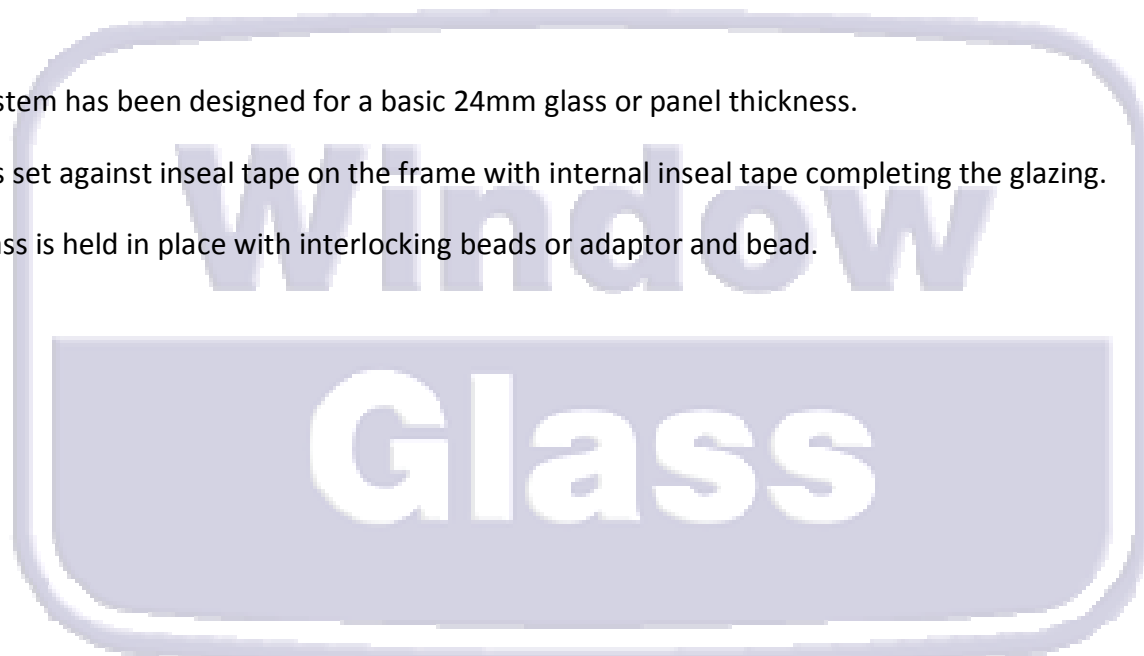 stem has been designed for a basic 24mm glass or panel thickness.
s set against inseal tape on the frame with internal inseal tape completing the glazing.
ass is held in place with interlocking beads or adaptor and bead.
Window
Glass